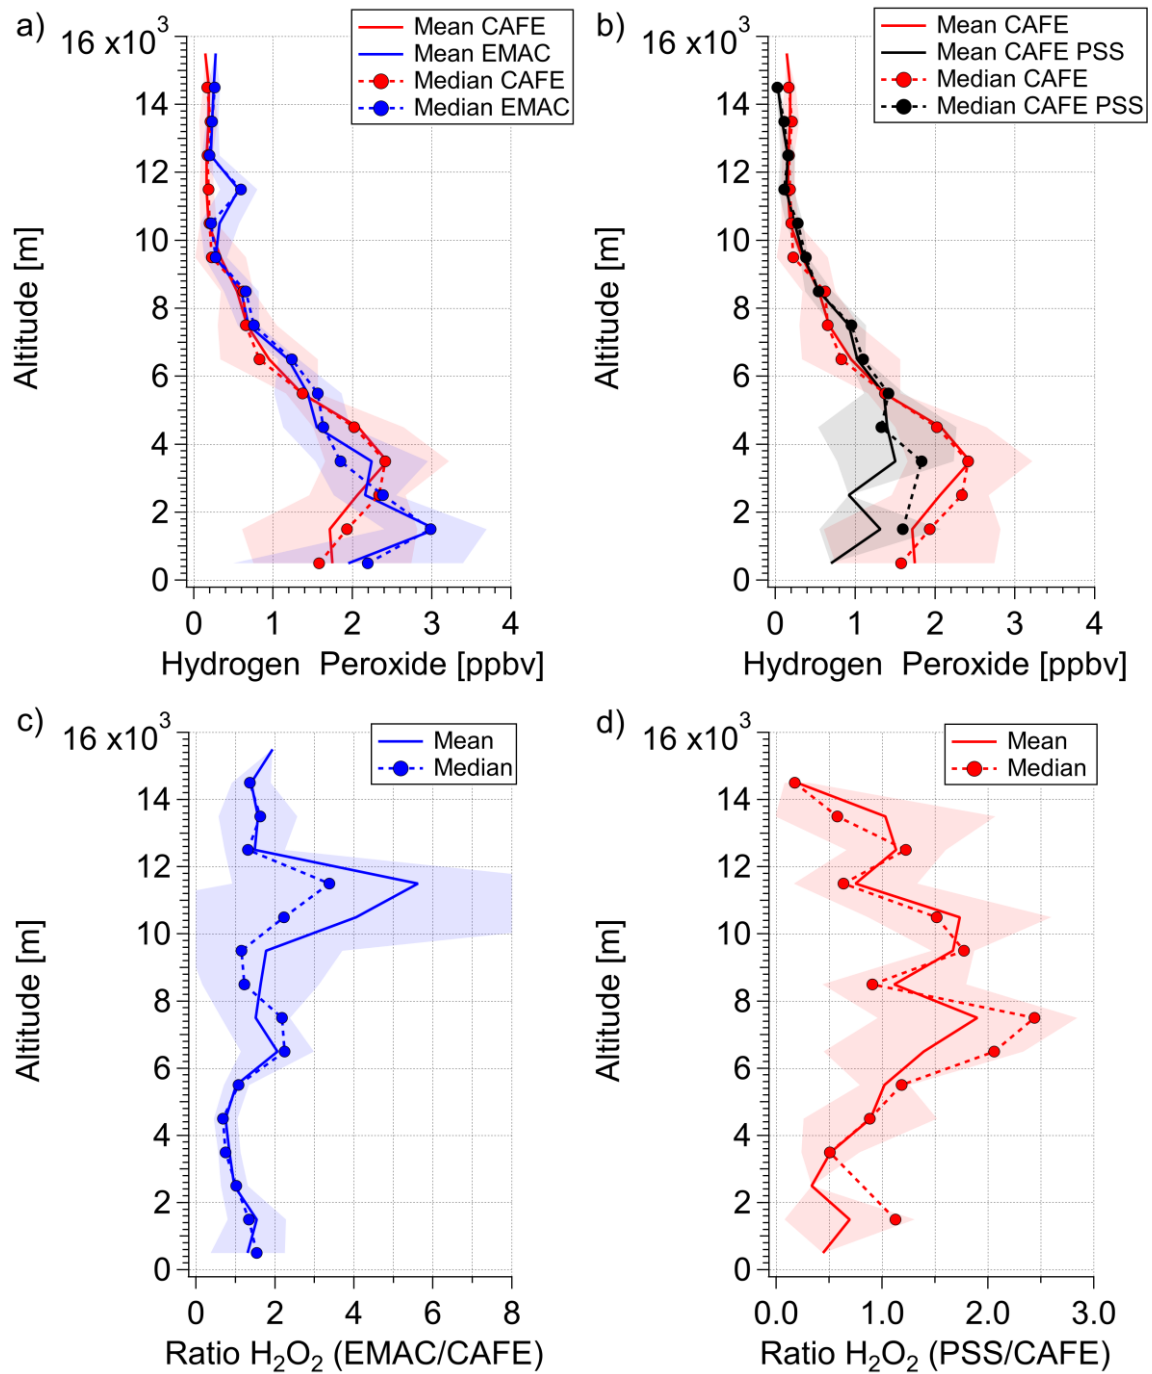 a)
16 x10³
14
12
10
8
6
4
2
0
Altitude [m]
0 1 2 3 4
Hydrogen Peroxide [ppbv]
Mean CAFE
Mean EMAC
Median CAFE
Median EMAC
b)
16 x10³
14
12
10
8
6
4
2
0
Altitude [m]
0 1 2 3 4
Hydrogen Peroxide [ppbv]
Mean CAFE
Mean CAFE PSS
Median CAFE
Median CAFE PSS
c)
16 x10³
14
12
10
8
6
4
2
0
Altitude [m]
0 2 4 6 8
Ratio H₂O₂ (EMAC/CAFE)
Mean
Median
d)
16 x10³
14
12
10
8
6
4
2
0
Altitude [m]
0.0 1.0 2.0 3.0
Ratio H₂O₂ (PSS/CAFE)
Mean
Median